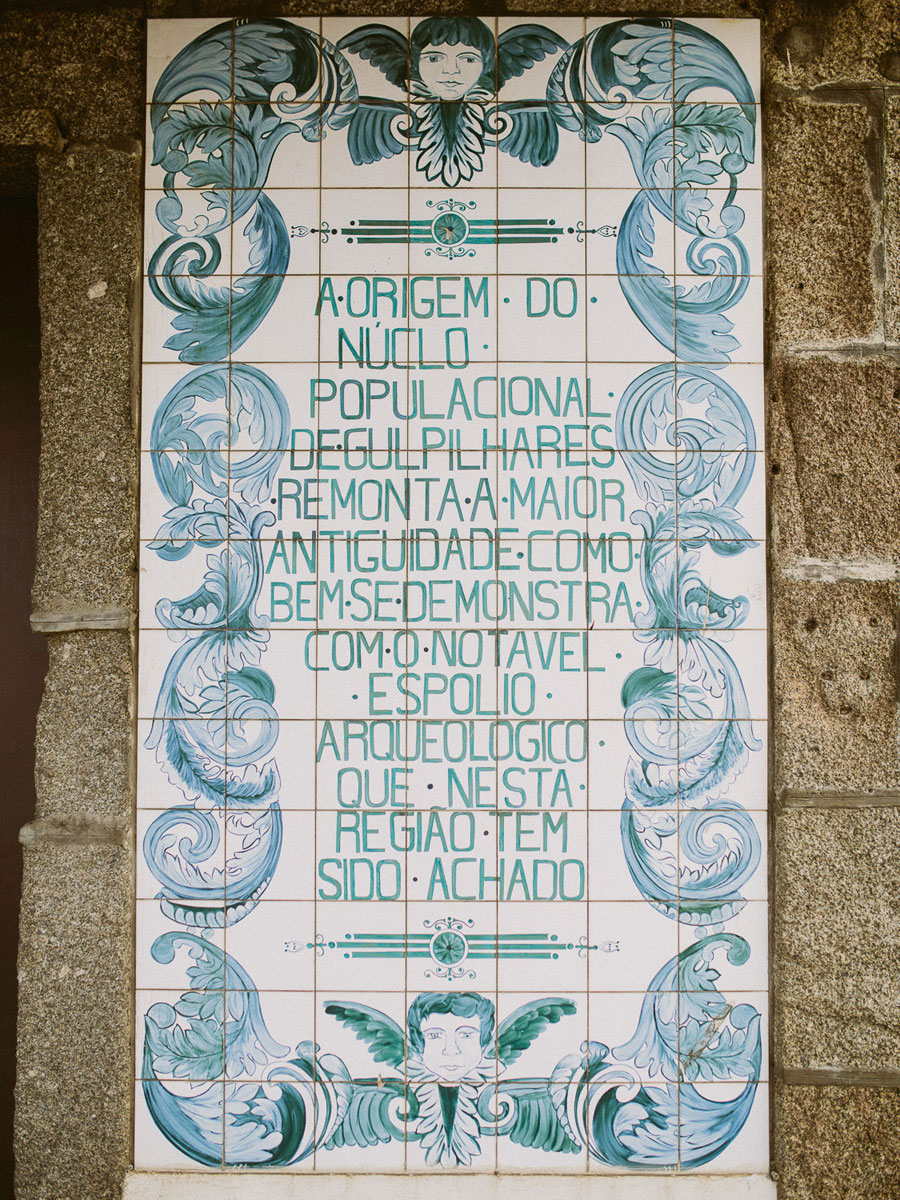 A·ORIGEM·DO·
NÚCLO·
POPULACIONAL·
DE·GULPILHARES
·REMONTA·A·MAIOR
ANTIGUIDADE·COMO·
BEM·SE·DEMONSTRA·
COM·O·NOTAVEL·
·ESPOLIO·
ARQUEOLOGICO·
QUE·NESTA·
REGIÃO·TEM
SIDO·ACHADO